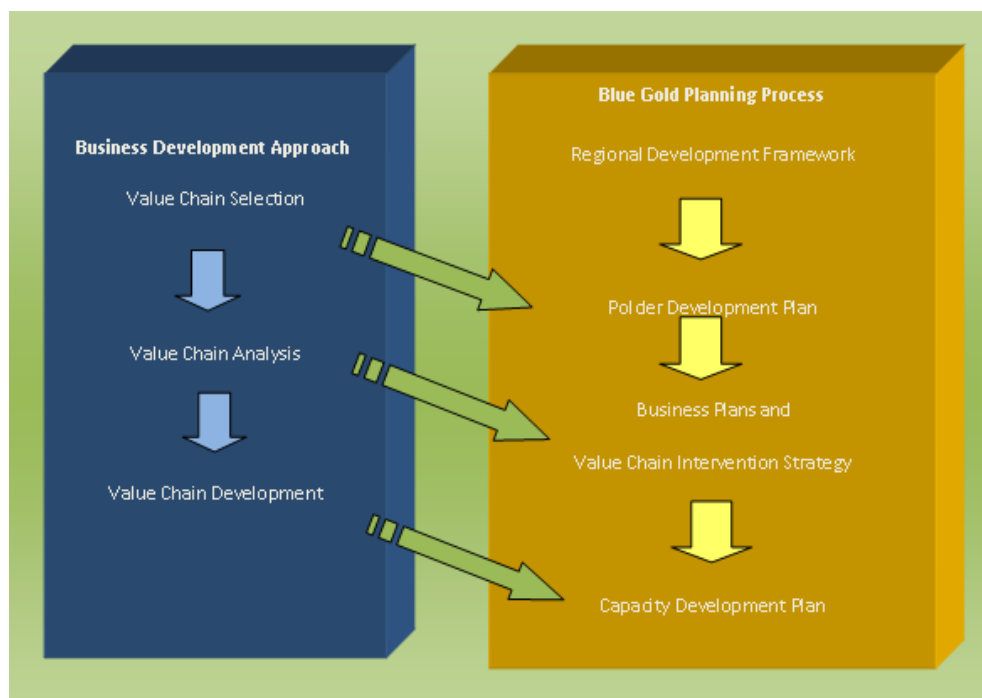 Business Development Approach
Value Chain Selection
Value Chain Analysis
Value Chain Development
Blue Gold Planning Process
Regional Development Framework
Polder Development Plan
Business Plans and
Value Chain Intervention Strategy
Capacity Development Plan